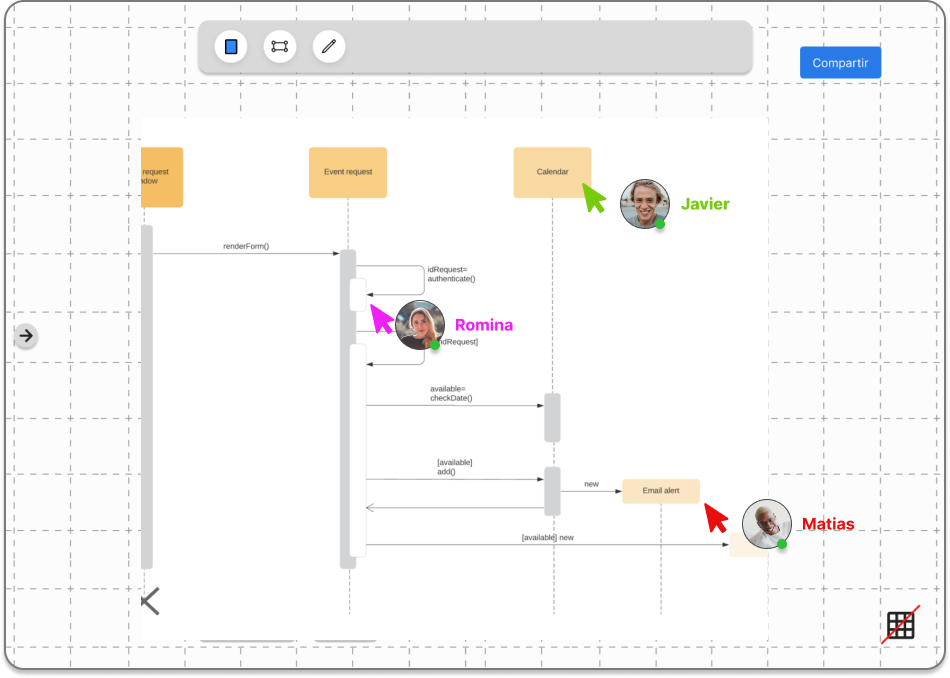 Compartir
request
ndow
Event request
Calendar
Javier
renderForm()
idRequest=
authenticate()
Romina
ndRequest]
available=
checkDate()
[available]
add()
new
Email alert
Matias
[available] new